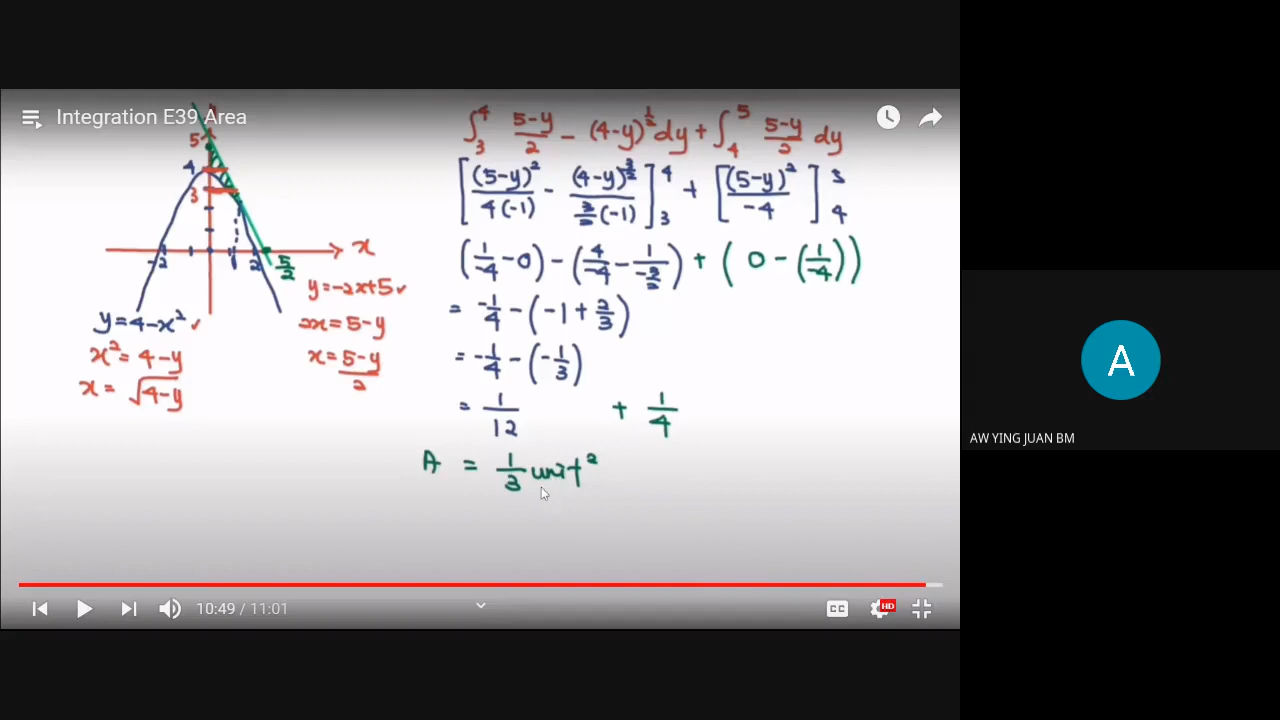 Integration E39 Area
5
4
3
x
-2
1
2
5/2
y=-2x+5✓
y=4-x²✓
2x=5-y
x²=4-y
x=5-y/2
x=√4-y
∫₃⁴ 5-y/2 - (4-y)^½ dy + ∫₄⁵ 5-y/2 dy
[(5-y)²/4(-1) - (4-y)^3/2/3/2(-1)]₃⁴ + [(5-y)²/-4]₄⁵
(1/-4 - 0) - (4/-4 - 1/-3/2) + (0 - (1/-4))
= -1/4 - (-1 + 2/3)
= -1/4 - (-1/3)
= 1/12 + 1/4
A = 1/3 unit²
10:49 / 11:01
CC
HD
A
AW YING JUAN BM